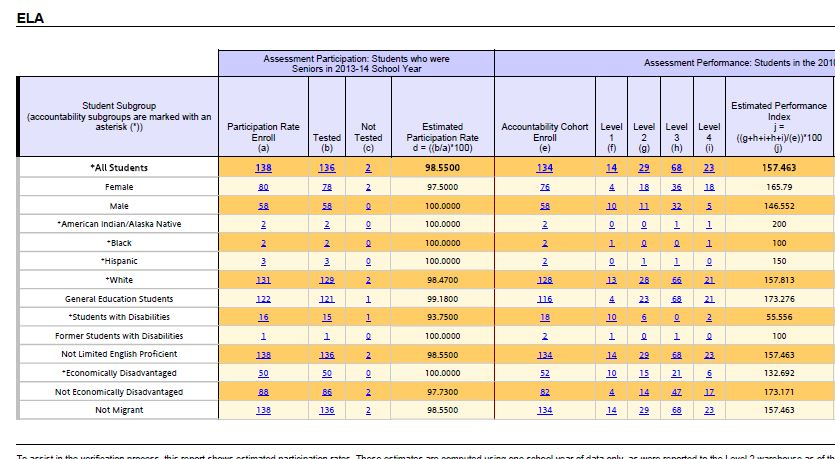 ELA
Assessment Participation: Students who were
Seniors in 2013-14 School Year
Assessment Performance: Students in the
Student Subgroup
(accountability subgroups are marked with an
asterisk (*))
Participation Rate
Enroll
(a)
Tested
(b)
Not
Tested
(c)
Estimated
Participation Rate
d = ((b/a)*100)
Accountability Cohort
Enroll
(e)
Level
1
(f)
Level
2
(g)
Level
3
(h)
Level
4
(i)
Estimated Performance
Index
j =
((g+h+i+h+i)/(e))*100
(j)
*All Students 138 136 2 98.5500 134 14 29 68 23 157.463
Female 80 78 2 97.5000 76 4 18 36 18 165.79
Male 58 58 0 100.0000 58 10 11 32 5 146.552
*American Indian/Alaska Native 2 2 0 100.0000 2 0 0 1 1 200
*Black 2 2 0 100.0000 2 1 0 0 1 100
*Hispanic 3 3 0 100.0000 2 0 1 1 0 150
*White 131 129 2 98.4700 128 13 28 66 21 157.813
General Education Students 122 121 1 99.1800 116 4 23 68 21 173.276
*Students with Disabilities 16 15 1 93.7500 18 10 6 0 2 55.556
Former Students with Disabilities 1 1 0 100.0000 2 1 0 1 0 100
Not Limited English Proficient 138 136 2 98.5500 134 14 29 68 23 157.463
*Economically Disadvantaged 50 50 0 100.0000 52 10 15 21 6 132.692
Not Economically Disadvantaged 88 86 2 97.7300 82 4 14 47 17 173.171
Not Migrant 138 136 2 98.5500 134 14 29 68 23 157.463